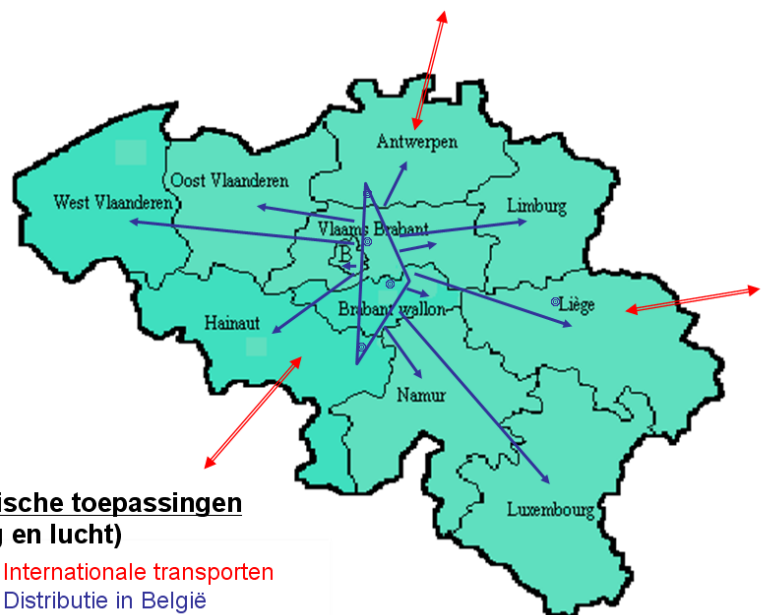 Antwerpen
Oost Vlaanderen
West Vlaanderen
Limburg
Vlaams Brabant
B
Liège
Brabant wallon
Hainaut
Namur
Luxembourg
ische toepassingen
en lucht)
Internationale transporten
Distributie in België